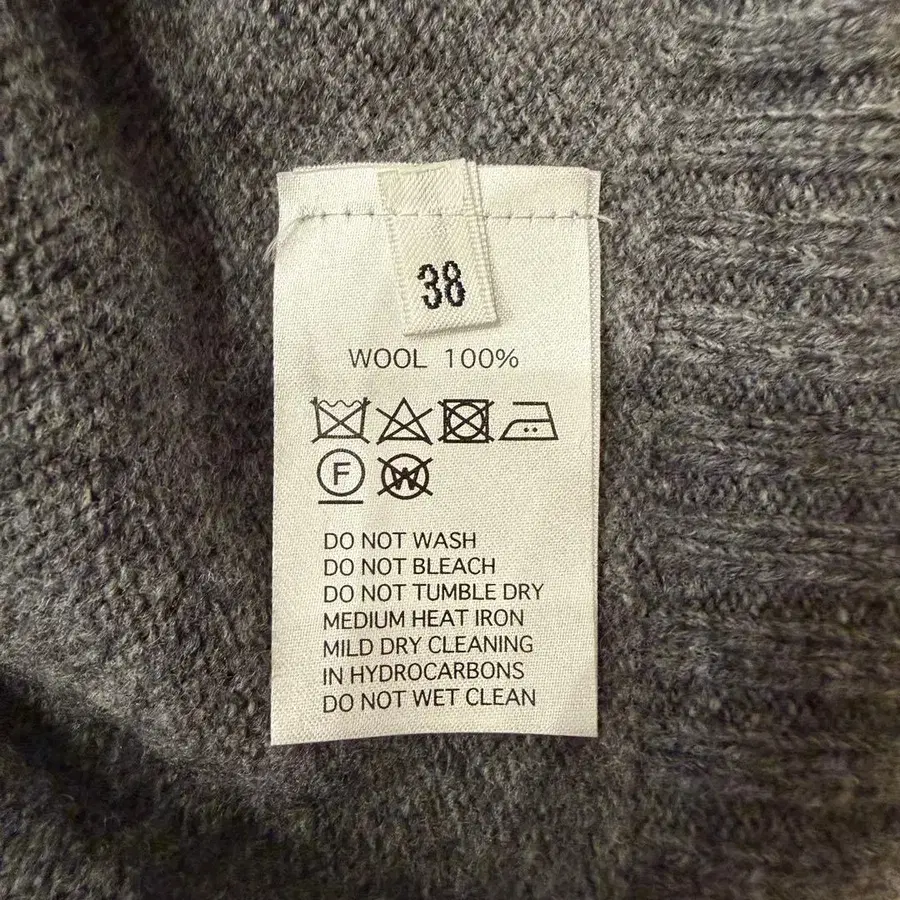 38
WOOL 100%
F W
DO NOT WASH
DO NOT BLEACH
DO NOT TUMBLE DRY
MEDIUM HEAT IRON
MILD DRY CLEANING
IN HYDROCARBONS
DO NOT WET CLEAN